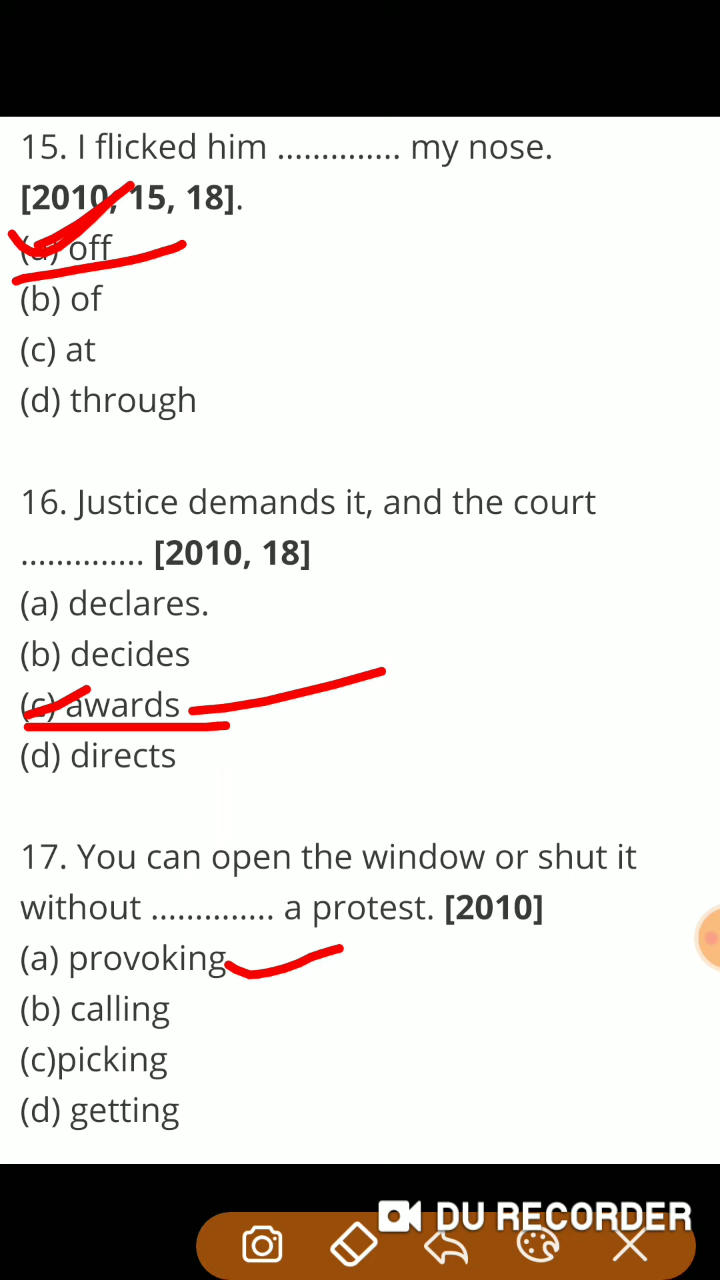 15. I flicked him .............. my nose.
[2010, 15, 18].
(a) off
(b) of
(c) at
(d) through
16. Justice demands it, and the court
.............. [2010, 18]
(a) declares.
(b) decides
(c) awards
(d) directs
17. You can open the window or shut it
without .............. a protest. [2010]
(a) provoking
(b) calling
(c)picking
(d) getting
DU RECORDER